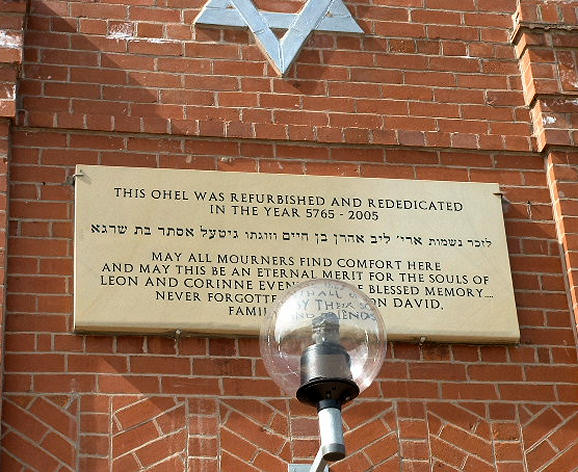 THIS OHEL WAS REFURBISHED AND REDEDICATED
IN THE YEAR 5765 - 2005
לזכר נשמות ארי׳ ליב אהרן בן חיים וזוגתו גיטעל אסתר בת שרגא
MAY ALL MOURNERS FIND COMFORT HERE
AND MAY THIS BE AN ETERNAL MERIT FOR THE SOULS OF
LEON AND CORINNE BLESSED MEMORY....
NEVER DAVID,